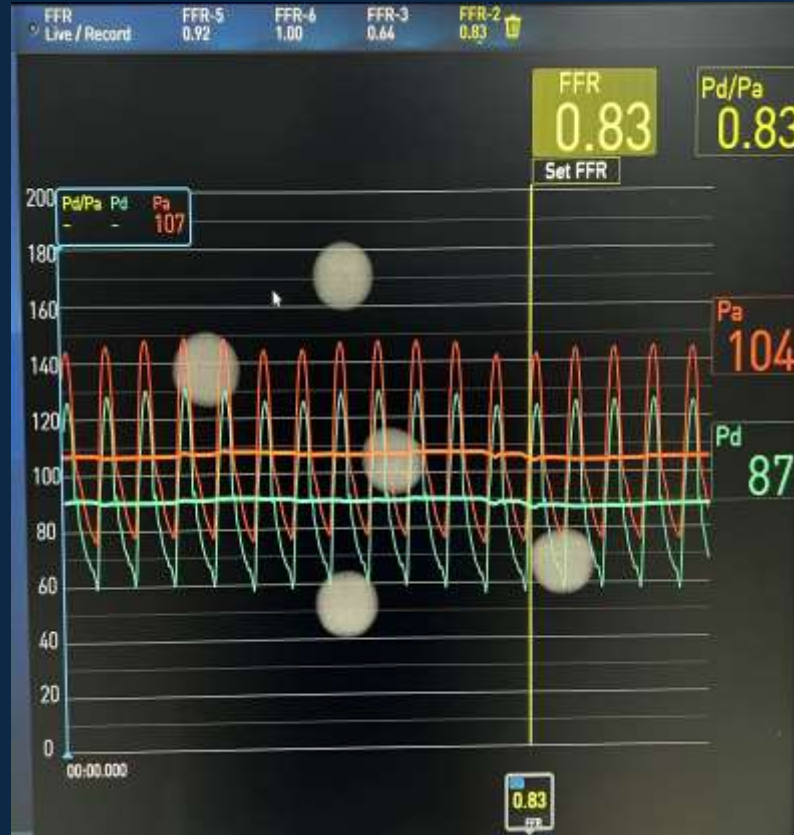 FFR FFR-5 FFR-6 FFR-3 FFR-2
Live / Record 0.92 1.00 0.64 0.83
FFR Pd/Pa
0.83 0.83
Set FFR
200
Pd/Pa Pd Pa
- - 107
180
160
Pa
140
104
120
Pd
100
87
80
60
40
20
0
00:00.000
0.83
FFR